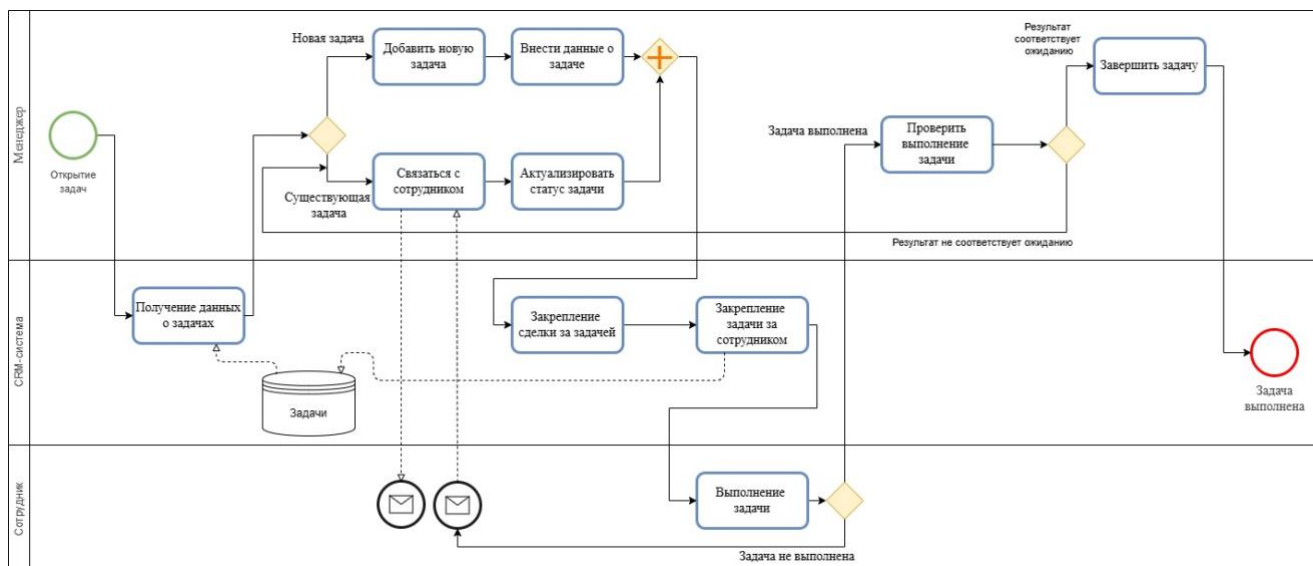 Менеджер
Открытие
задач
Новая задача
Добавить новую
задача
Внести данные о
задаче
Существующая
задача
Связаться с
сотрудником
Актуализировать
статус задачи
Задача выполнена
Проверить
выполнение
задачи
Результат
соответствует
ожиданию
Завершить задачу
Результат не соответствует ожиданию
CRM-система
Получение данных
о задачах
Задачи
Закрепление
сделки за задачей
Закрепление
задачи за
сотрудником
Задача
выполнена
Сотрудник
Выполнение
задачи
Задача не выполнена